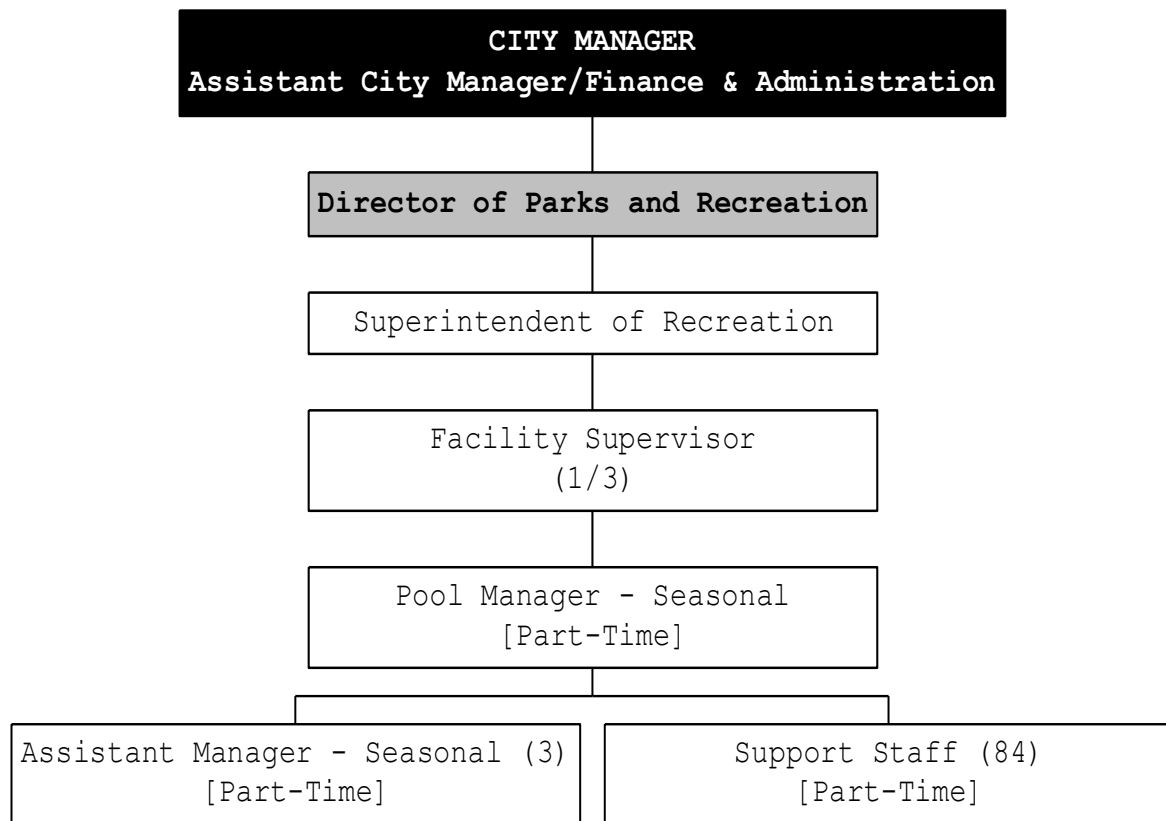 CITY MANAGER
Assistant City Manager/Finance & Administration
Director of Parks and Recreation
Superintendent of Recreation
Facility Supervisor
(1/3)
Pool Manager - Seasonal
[Part-Time]
Assistant Manager - Seasonal (3)
[Part-Time]
Support Staff (84)
[Part-Time]